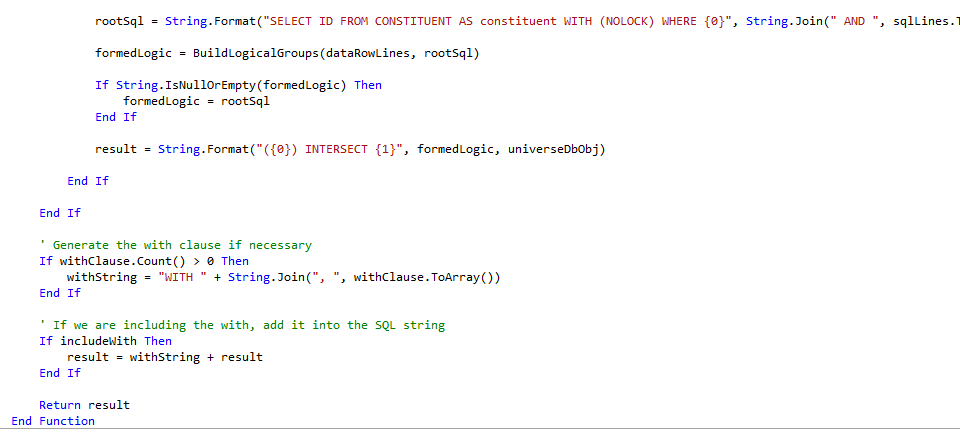 rootSql = String.Format("SELECT ID FROM CONSTITUENT AS constituent WITH (NOLOCK) WHERE {0}", String.Join(" AND ", sqlLines.
formedLogic = BuildLogicalGroups(dataRowLines, rootSql)
If String.IsNullOrEmpty(formedLogic) Then
formedLogic = rootSql
End If
result = String.Format("({0}) INTERSECT {1}", formedLogic, universeDbObj)
End If
End If
' Generate the with clause if necessary
If withClause.Count() > 0 Then
withString = "WITH " + String.Join(", ", withClause.ToArray())
End If
' If we are including the with, add it into the SQL string
If includeWith Then
result = withString + result
End If
Return result
End Function